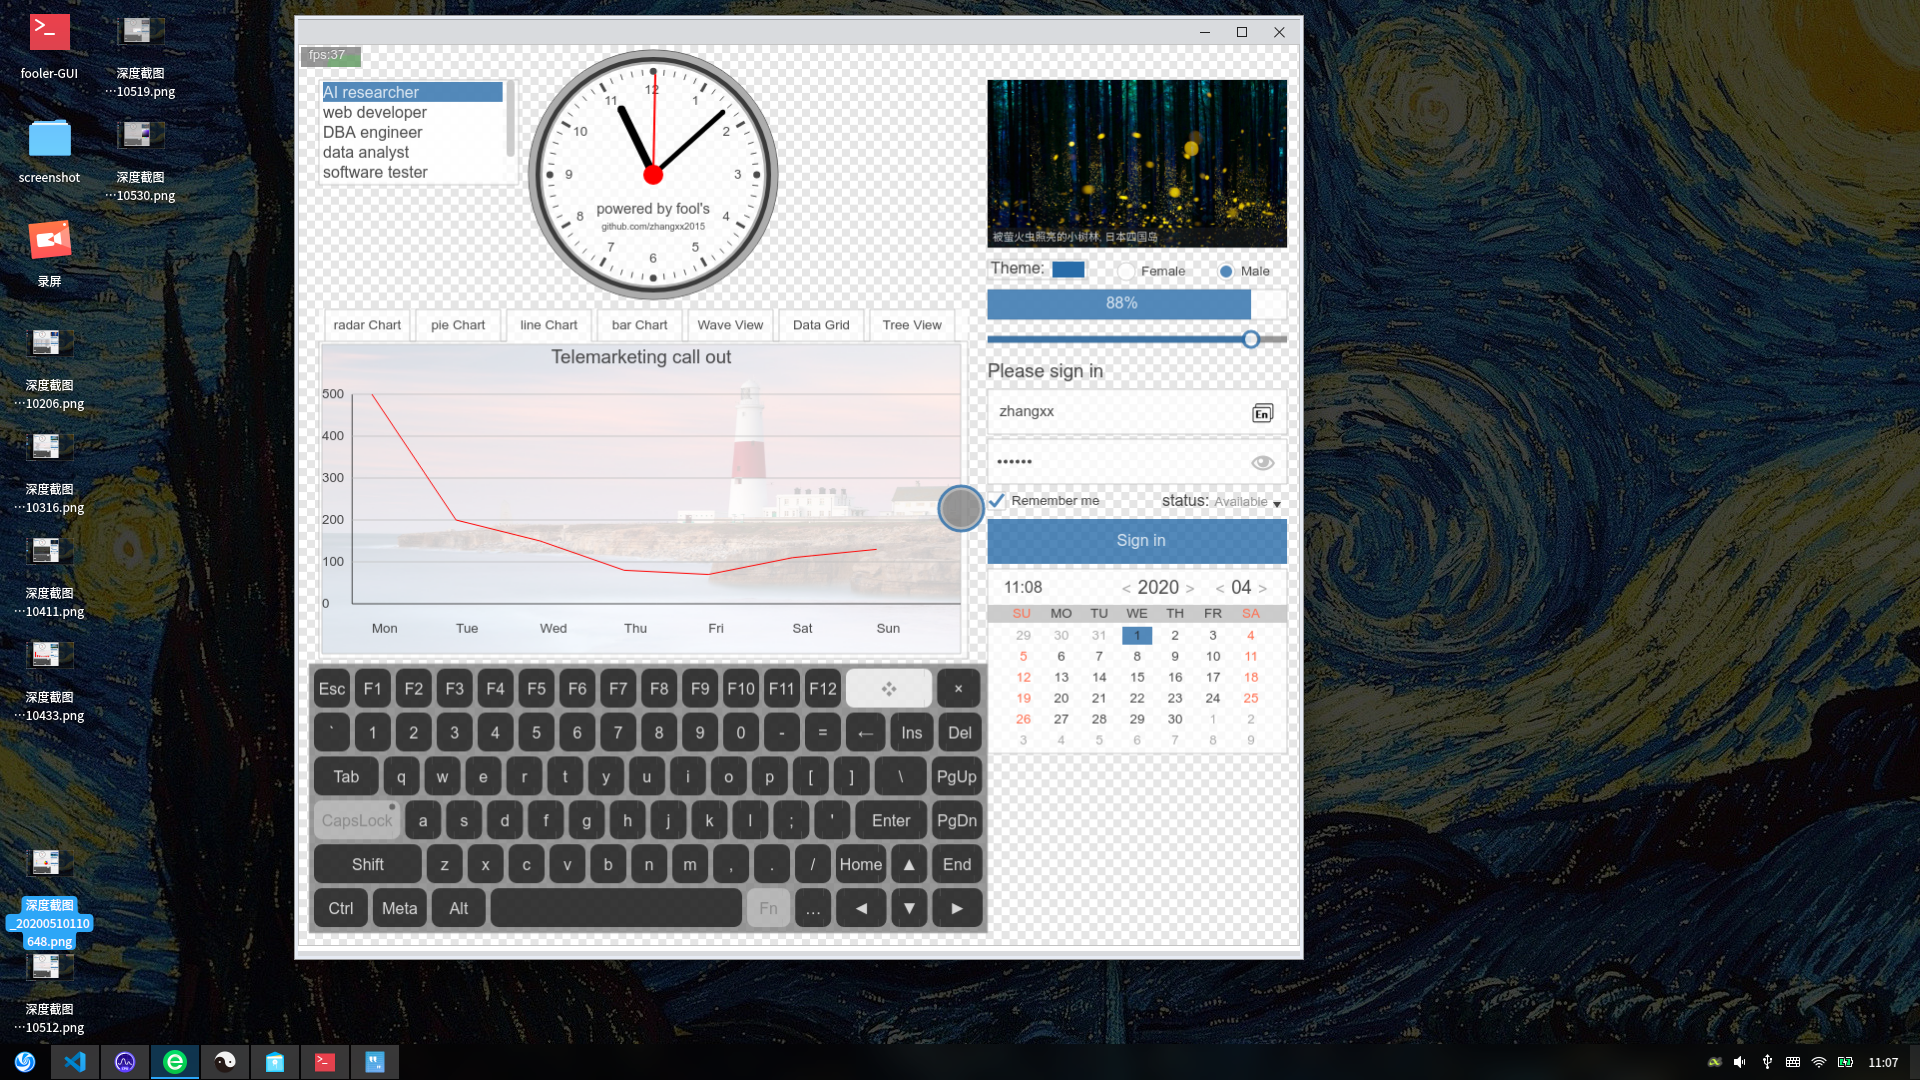 fooler-GUI
深度截图
···10519.png
screenshot
深度截图
···10530.png
录屏
深度截图
···10206.png
深度截图
···10316.png
深度截图
···10411.png
深度截图
···10433.png
深度截图
_20200510110
648.png
深度截图
···10512.png
fps:37
AI researcher
web developer
DBA engineer
data analyst
software tester
12
1
2
3
4
5
6
7
8
9
10
11
powered by fool's
github.com/zhangxx2015
被萤火虫照亮的小树林, 日本四国岛
Theme:
Female
Male
88%
Please sign in
zhangxx
En
••••••
Remember me
status: Available
Sign in
radar Chart pie Chart line Chart bar Chart Wave View Data Grid Tree View
Telemarketing call out
500
400
300
200
100
0
Mon Tue Wed Thu Fri Sat Sun
11:08 < 2020 > < 04 >
SU MO TU WE TH FR SA
29 30 31 1 2 3 4
5 6 7 8 9 10 11
12 13 14 15 16 17 18
19 20 21 22 23 24 25
26 27 28 29 30 1 2
3 4 5 6 7 8 9
Esc F1 F2 F3 F4 F5 F6 F7 F8 F9 F10 F11 F12 ×
` 1 2 3 4 5 6 7 8 9 0 - = ← Ins Del
Tab q w e r t y u i o p [ ] \ PgUp
CapsLock a s d f g h j k l ; ' Enter PgDn
Shift z x c v b n m , . / Home ▲ End
Ctrl Meta Alt Fn ... ◄ ▼ ►
11:07